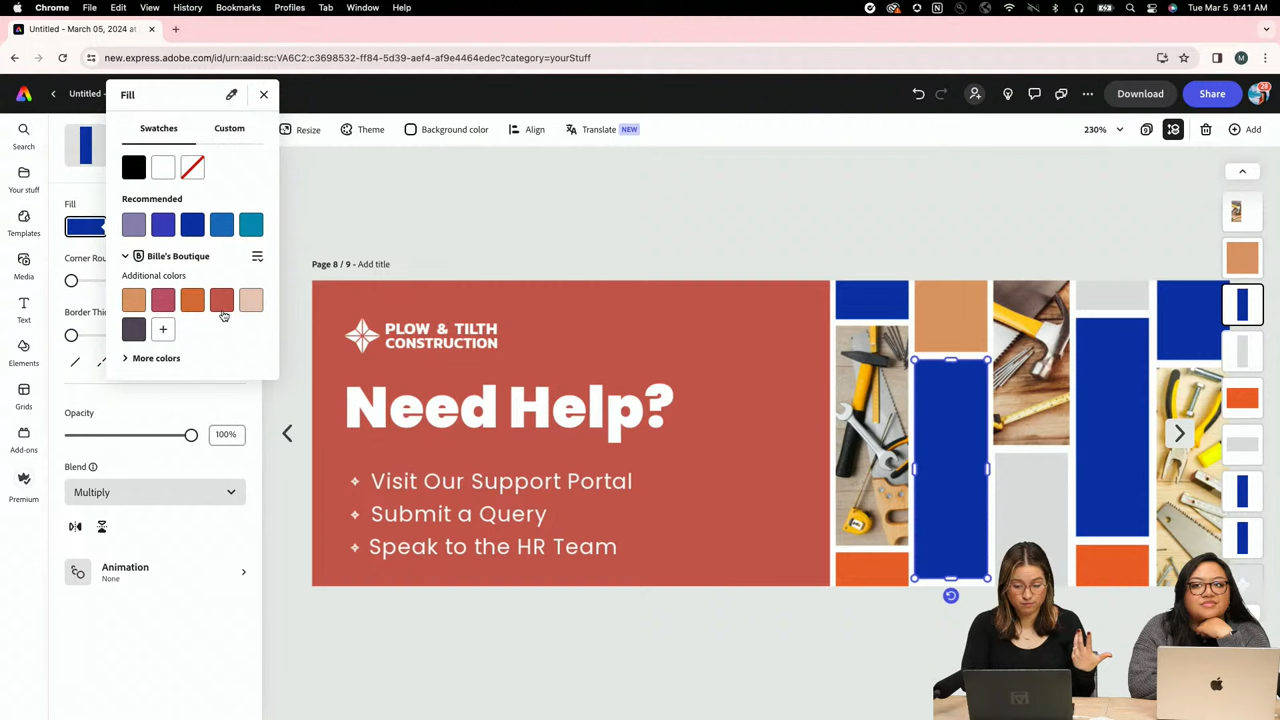 Chrome File Edit View History Bookmarks Profiles Tab Window Help Tue Mar 5 9:41 AM
Untitled - March 05, 2024 at
new.express.adobe.com/id/urn:aaid:sc:VA6C2:c3698532-ff84-5d39-aef4-af9e4464edec?category=yourStuff
M
Untitled -
Download
Share
28
Fill
Swatches Custom
Resize Theme Background color Align Translate NEW 230% Add
Search
Your stuff
Templates
Media
Text
Elements
Grids
Add-ons
Premium
Recommended
Bille's Boutique
Additional colors
More colors
Fill
Corner Rou
Border Thic
Opacity
100%
Blend
Multiply
Animation
None
Page 8 / 9 - Add title
PLOW & TILTH
CONSTRUCTION
Need Help?
Visit Our Support Portal
Submit a Query
Speak to the HR Team